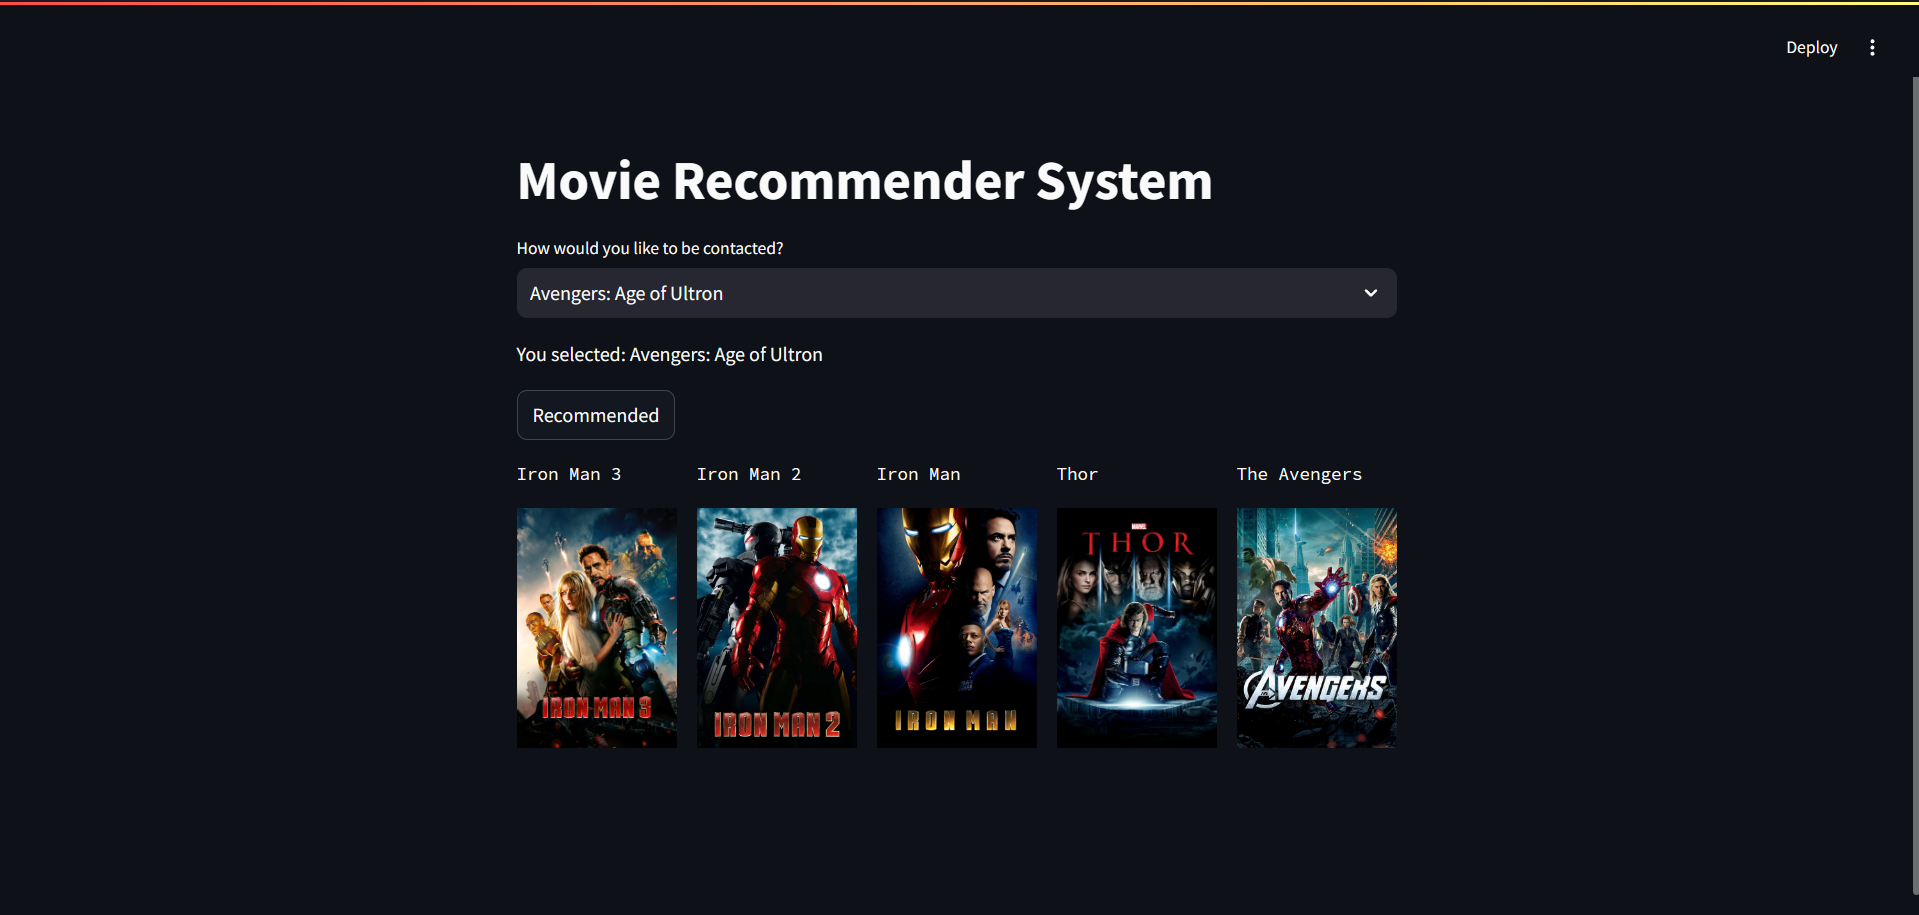 Deploy
Movie Recommender System
How would you like to be contacted?
Avengers: Age of Ultron
You selected: Avengers: Age of Ultron
Recommended
Iron Man 3 Iron Man 2 Iron Man Thor The Avengers
MARVEL
THOR
AVENGERS
IRON MAN 3
IRON MAN 2
IRON MAN